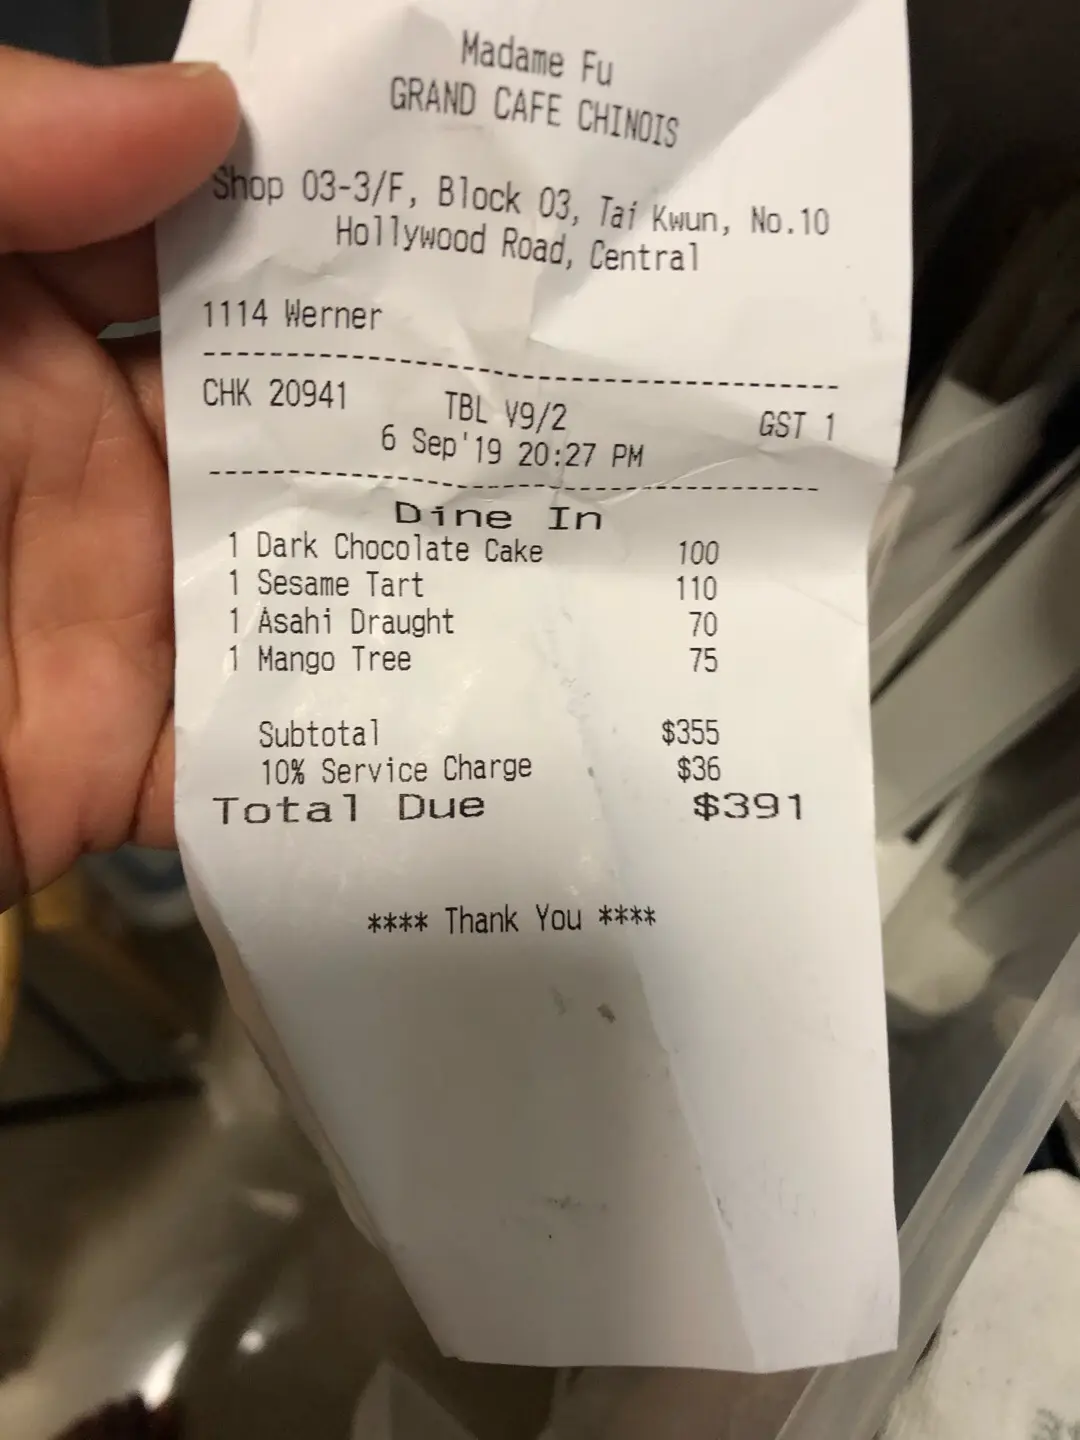 Madame Fu
GRAND CAFE CHINOIS
Shop 03-3/F, Block 03, Tai Kwun, No.10
Hollywood Road, Central
1114 Werner
CHK 20941 TBL V9/2 GST 1
6 Sep'19 20:27 PM
Dine In
1 Dark Chocolate Cake 100
1 Sesame Tart 110
1 Asahi Draught 70
1 Mango Tree 75
Subtotal $355
10% Service Charge $36
Total Due $391
**** Thank You ****